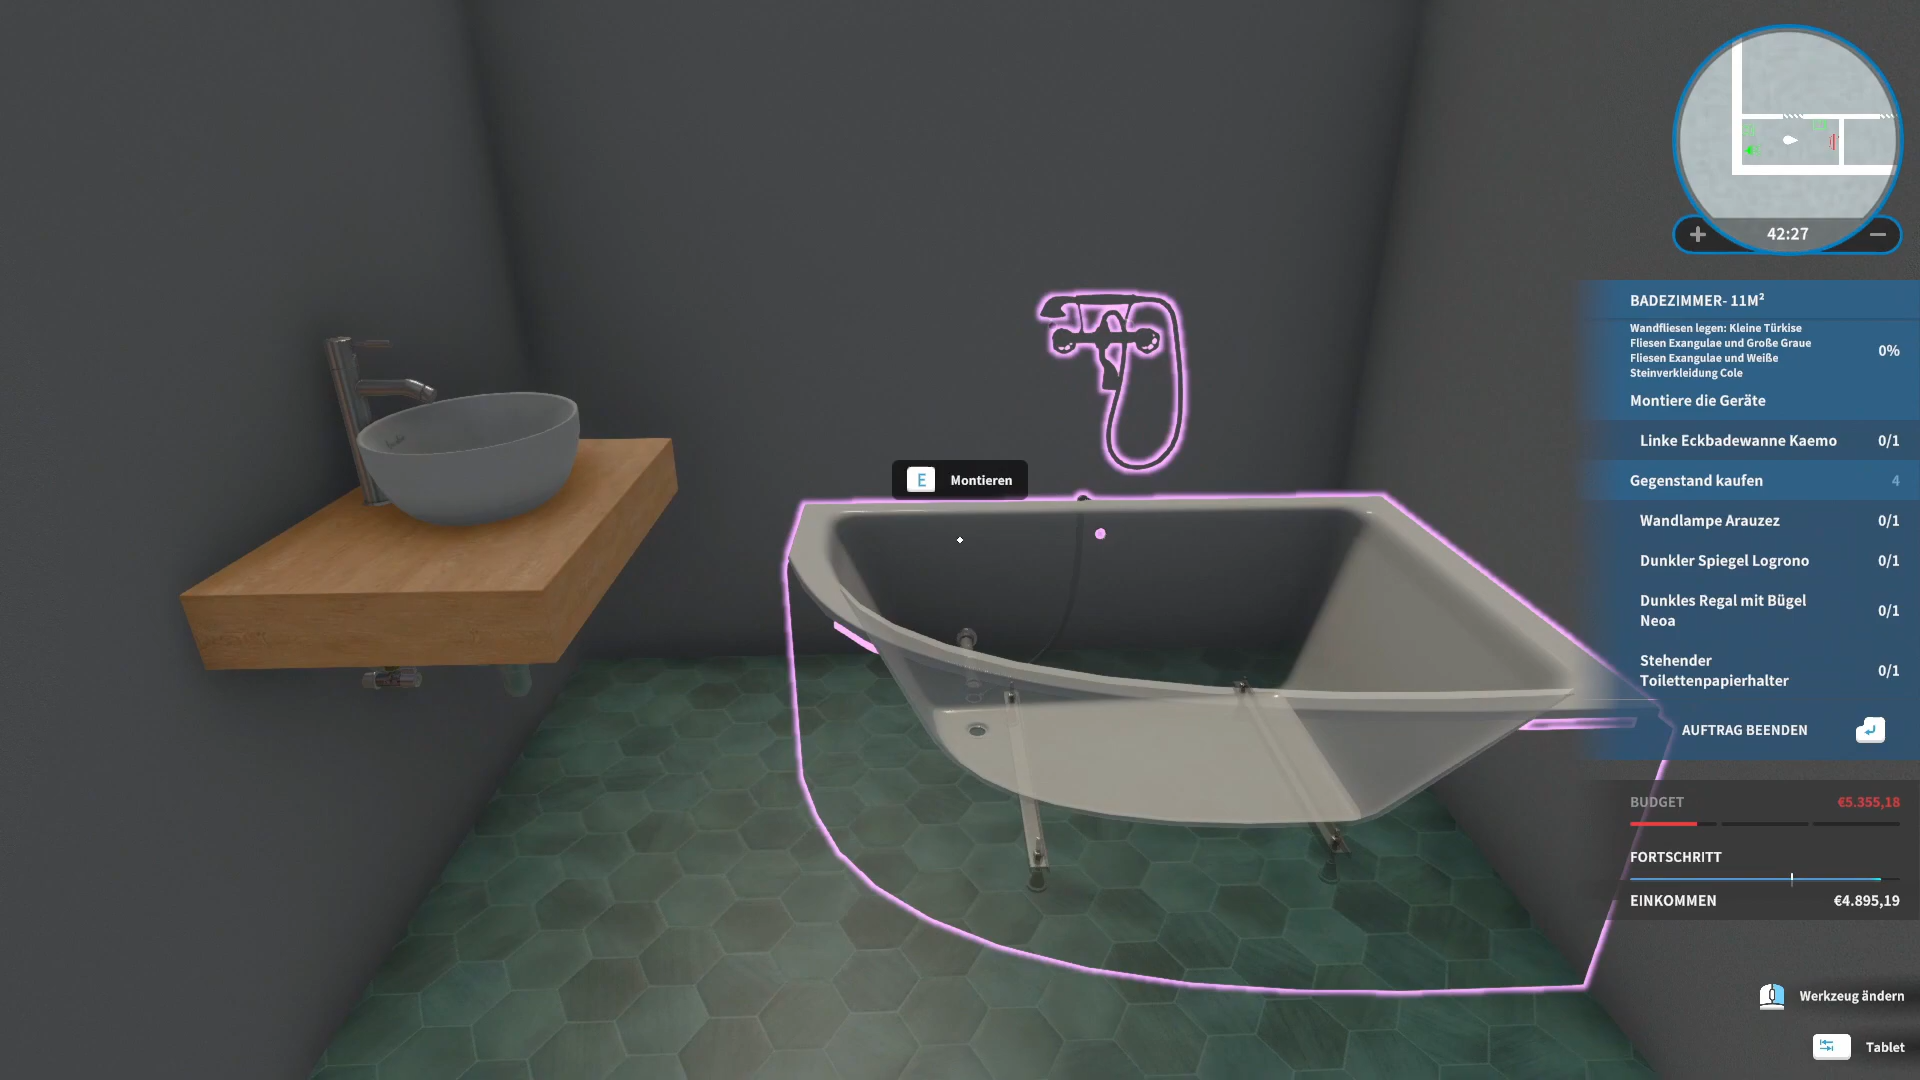 42:27
BADEZIMMER- 11M²
Wandfliesen legen: Kleine Türkise
Fliesen Exangulae und Große Graue
Fliesen Exangulae und Weiße
Steinverkleidung Cole
0%
Montiere die Geräte
Linke Eckbadewanne Kaemo 0/1
Gegenstand kaufen 4
Wandlampe Arauzez 0/1
Dunkler Spiegel Logrono 0/1
Dunkles Regal mit Bügel
Neoa
0/1
Stehender
Toilettenpapierhalter
0/1
AUFTRAG BEENDEN
BUDGET €5.355,18
FORTSCHRITT
EINKOMMEN €4.895,19
E Montieren
Werkzeug ändern
Tablet